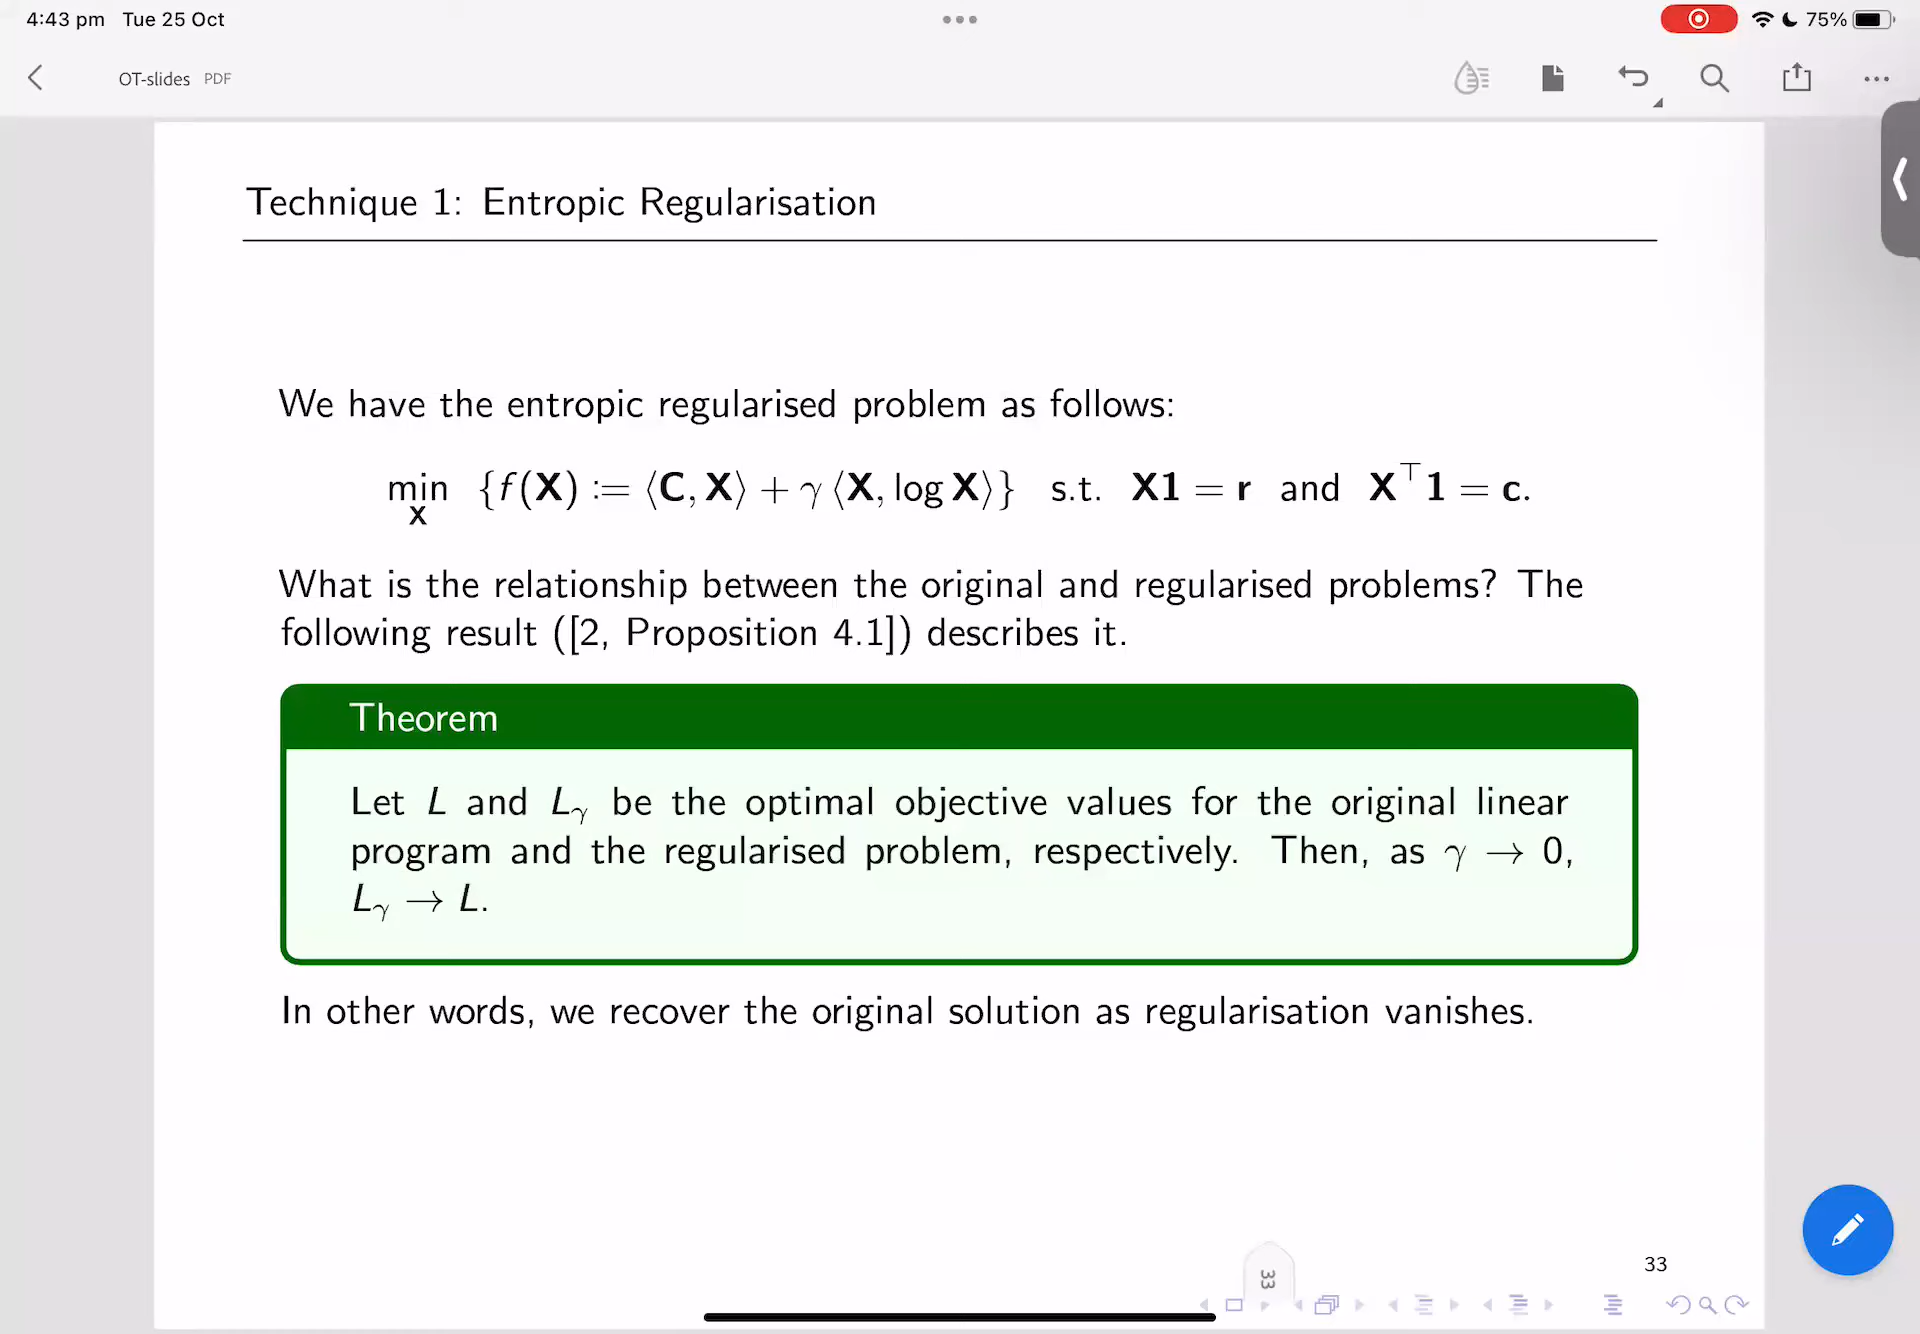 4:43 pm Tue 25 Oct
75%
OT-slides PDF
Technique 1: Entropic Regularisation
We have the entropic regularised problem as follows:
min {f(X) := ⟨C, X⟩ + γ ⟨X, log X⟩} s.t. X1 = r and X⊤1 = c.
X
What is the relationship between the original and regularised problems? The
following result ([2, Proposition 4.1]) describes it.
Theorem
Let L and Lγ be the optimal objective values for the original linear
program and the regularised problem, respectively. Then, as γ → 0,
Lγ → L.
In other words, we recover the original solution as regularisation vanishes.
33
33